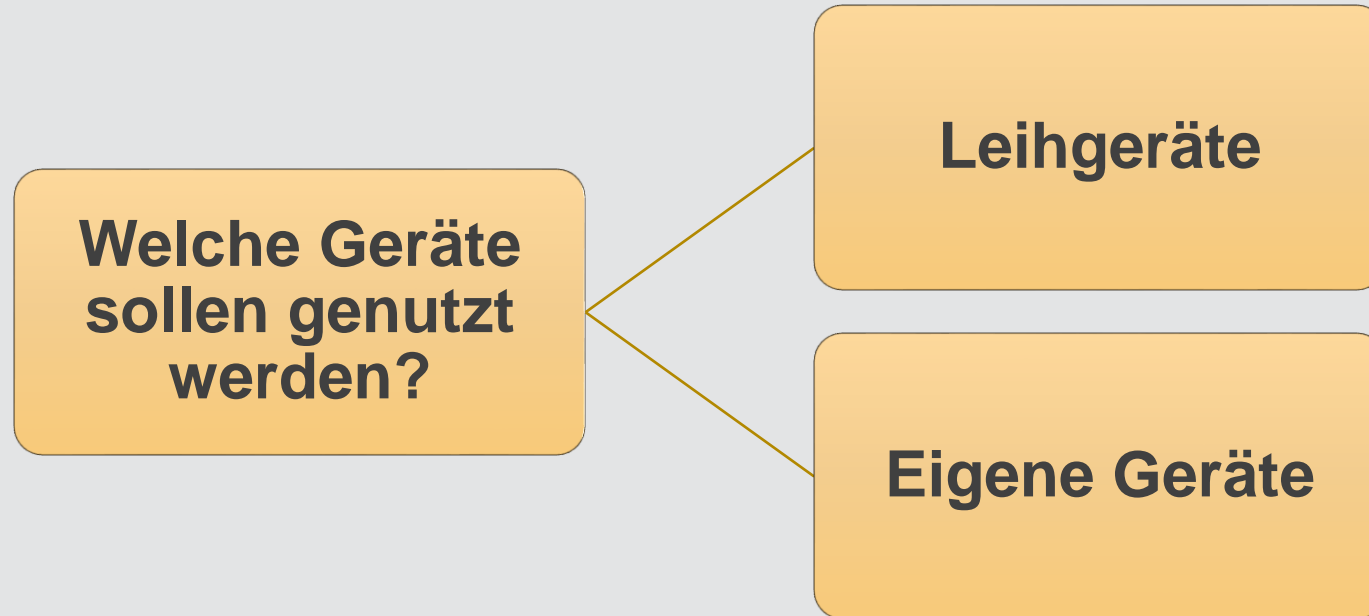 Welche Geräte
sollen genutzt
werden?
Leihgeräte
Eigene Geräte